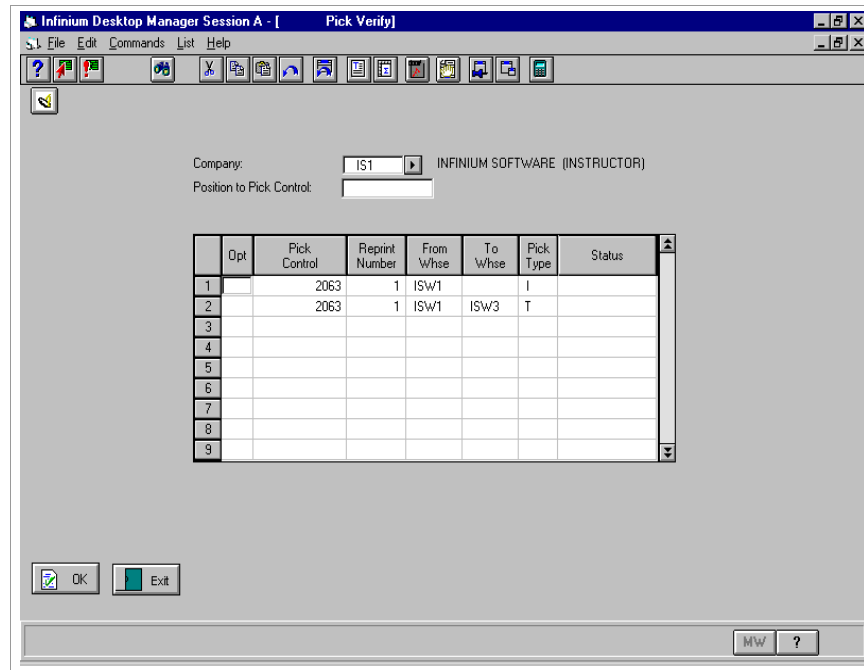 Infinium Desktop Manager Session A - [ Pick Verify]
File Edit Commands List Help
Company: IS1 INFINIUM SOFTWARE (INSTRUCTOR)
Position to Pick Control:
Opt Pick Control Reprint Number From Whse To Whse Pick Type Status
1 2063 1 ISW1 I
2 2063 1 ISW1 ISW3 T
3
4
5
6
7
8
9
OK Exit
MW ?